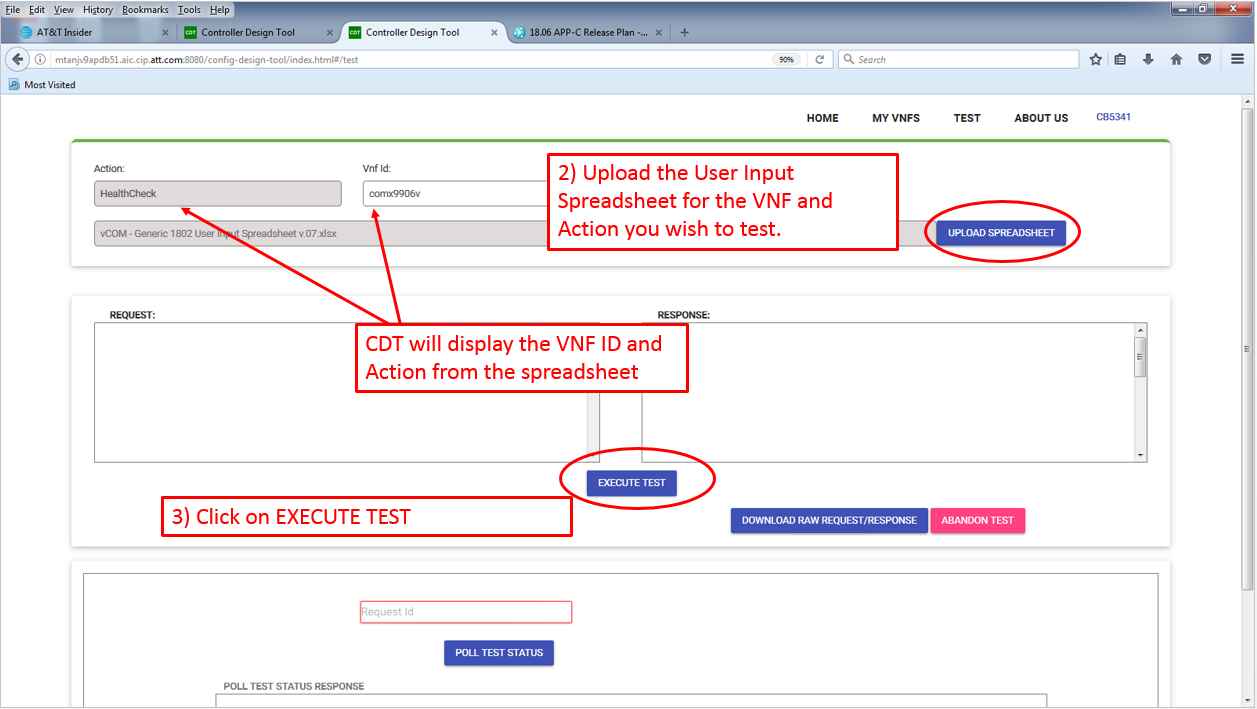 File Edit View History Bookmarks Tools Help
AT&T Insider
Controller Design Tool
Controller Design Tool
18.06 APP-C Release Plan -...
mtanjv9apdb51.aic.cip.att.com:8080/config-design-tool/index.html#/test
90%
Search
Most Visited
HOME MY VNFS TEST ABOUT US CB5341
Action:
Vnf Id:
HealthCheck
comx9906v
2) Upload the User Input
Spreadsheet for the VNF and
Action you wish to test.
vCOM - Generic 1802 User Input Spreadsheet v.07.xlsx
UPLOAD SPREADSHEET
REQUEST:
RESPONSE:
CDT will display the VNF ID and
Action from the spreadsheet
EXECUTE TEST
3) Click on EXECUTE TEST
DOWNLOAD RAW REQUEST/RESPONSE
ABANDON TEST
Request Id
POLL TEST STATUS
POLL TEST STATUS RESPONSE